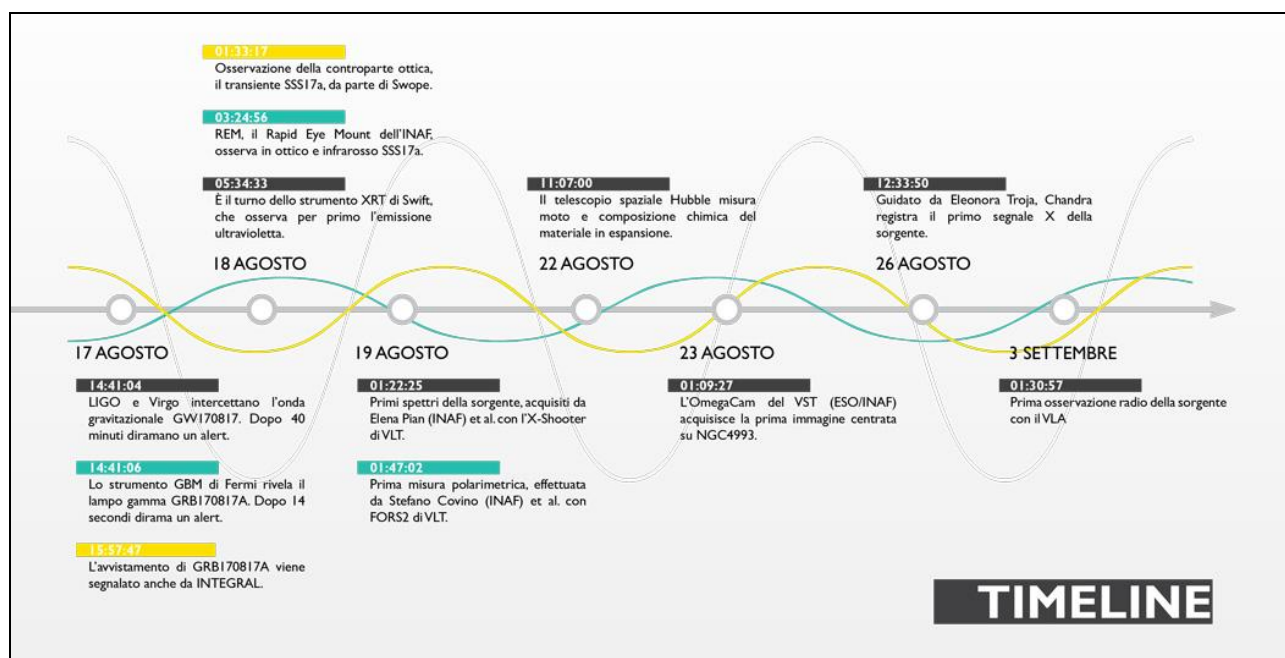 01:33:17
Osservazione della controparte ottica,
il transiente SSS17a, da parte di Swope.
03:24:56
REM, il Rapid Eye Mount dell'INAF,
osserva in ottico e infrarosso SSS17a.
05:34:33
È il turno dello strumento XRT di Swift,
che osserva per primo l'emissione
ultravioletta.
18 AGOSTO
11:07:00
Il telescopio spaziale Hubble misura
moto e composizione chimica del
materiale in espansione.
22 AGOSTO
12:33:50
Guidato da Eleonora Troja, Chandra
registra il primo segnale X della
sorgente.
26 AGOSTO
17 AGOSTO
14:41:04
LIGO e Virgo intercettano l'onda
gravitazionale GW170817. Dopo 40
minuti diramano un alert.
14:41:06
Lo strumento GBM di Fermi rivela il
lampo gamma GRB170817A. Dopo 14
secondi dirama un alert.
15:57:47
L'avvistamento di GRB170817A viene
segnalato anche da INTEGRAL.
19 AGOSTO
01:22:25
Primi spettri della sorgente, acquisiti da
Elena Pian (INAF) et al. con l'X-Shooter
di VLT.
01:47:02
Prima misura polarimetrica, effettuata
da Stefano Covino (INAF) et al. con
FORS2 di VLT.
23 AGOSTO
01:09:27
L'OmegaCam del VST (ESO/INAF)
acquisisce la prima immagine centrata
su NGC4993.
3 SETTEMBRE
01:30:57
Prima osservazione radio della sorgente
con il VLA
TIMELINE